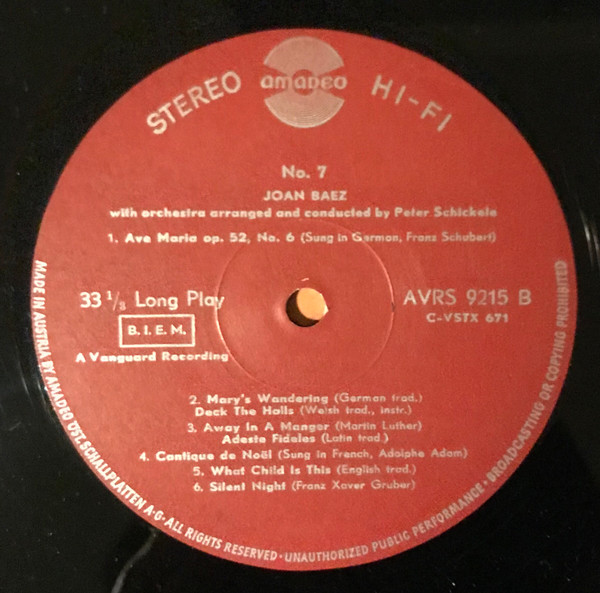 STEREO amadeo HI-FI
No. 7
JOAN BAEZ
with orchestra arranged and conducted by Peter Schickele
1. Ave Maria op. 52, No. 6 (Sung in German, Franz Schubert)
33 1/3 Long Play
B.I.E.M.
A Vanguard Recording
AVRS 9215 B
C-VSTX 671
2. Mary's Wandering (German trad.)
Deck The Halls (Welsh trad., instr.)
3. Away In A Manger (Martin Luther)
Adeste Fideles (Latin trad.)
4. Cantique de Noël (Sung in French, Adolphe Adam)
5. What Child Is This (English trad.)
6. Silent Night (Franz Xaver Gruber)
MADE IN AUSTRIA BY AMADEO ÖST. SCHALLPLATTEN A·G· ALL RIGHTS RESERVED · UNAUTHORIZED PUBLIC PERFORMANCE · BROADCASTING OR COPYING PROHIBITED